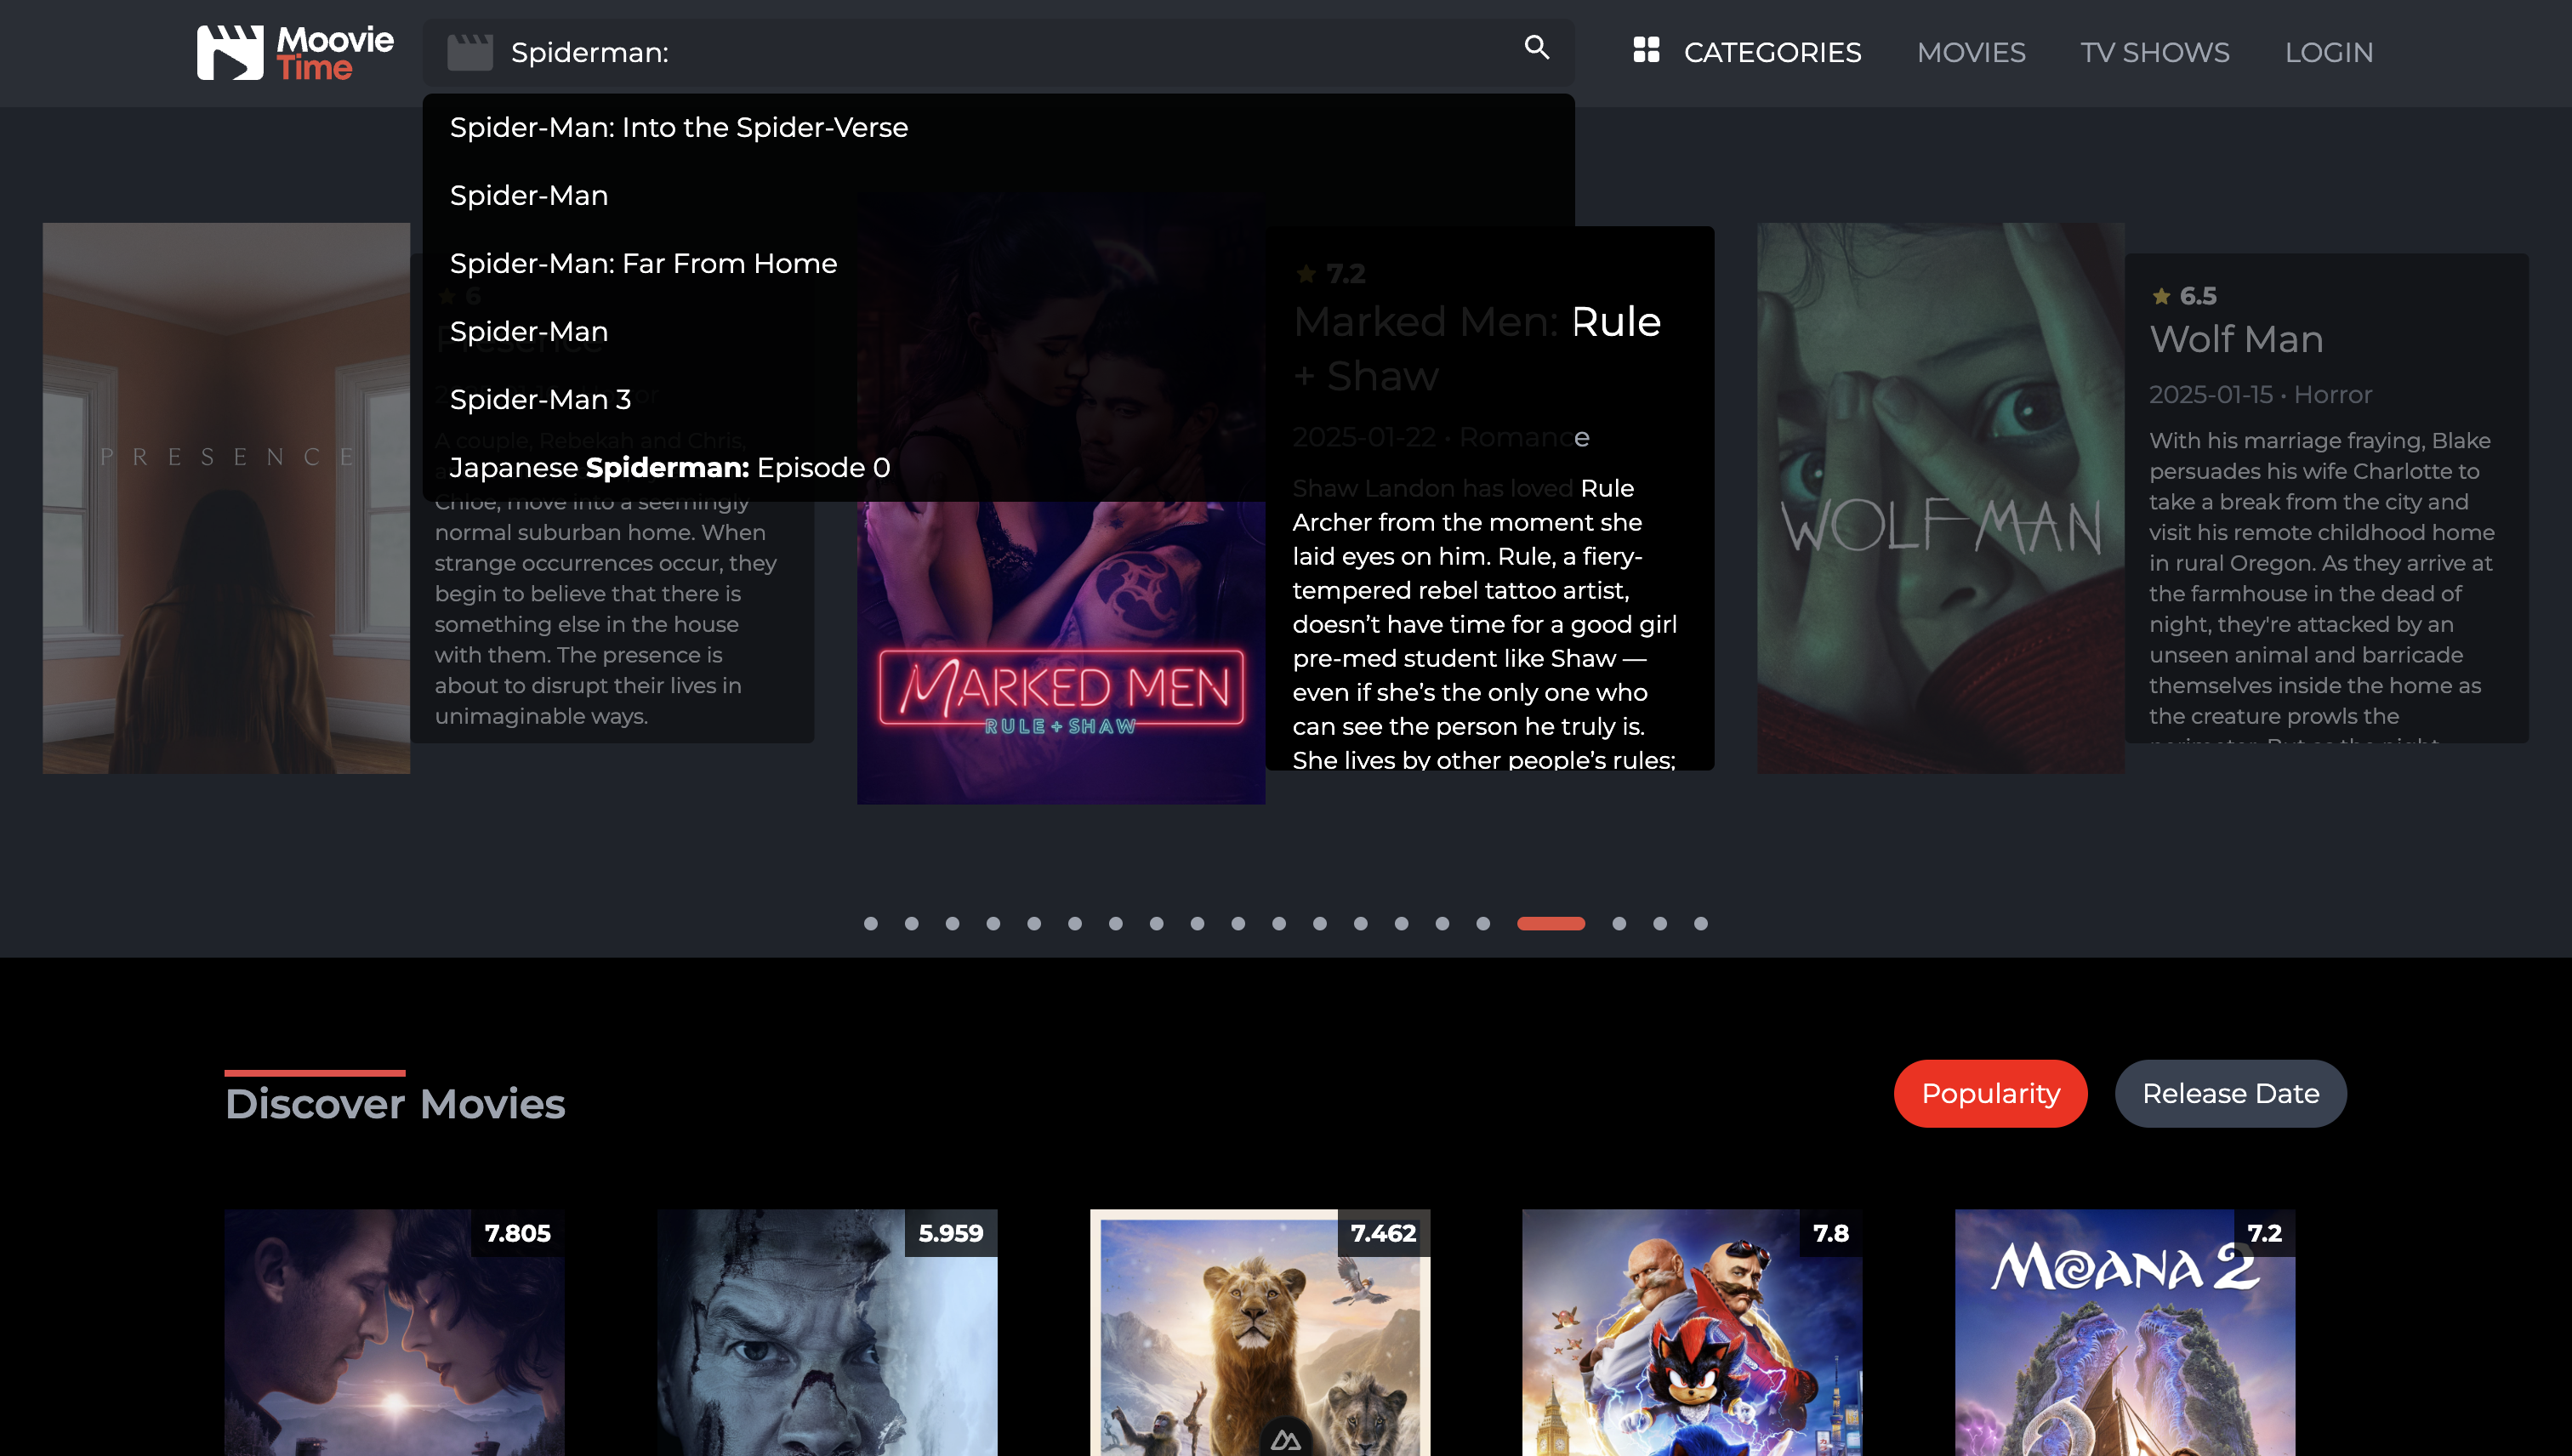 Moovie
Time
Spiderman:
CATEGORIES
MOVIES
TV SHOWS
LOGIN
Spider-Man: Into the Spider-Verse
Spider-Man
Spider-Man: Far From Home
Spider-Man
Spider-Man 3
Japanese Spiderman: Episode 0
PRESENCE
6
Presence
A couple, Rebekah and Chris,
Chloe, move into a seemingly
normal suburban home. When
strange occurrences occur, they
begin to believe that there is
something else in the house
with them. The presence is
about to disrupt their lives in
unimaginable ways.
MARKED MEN
RULE + SHAW
7.2
Marked Men: Rule
+ Shaw
2025-01-22 • Romance
Shaw Landon has loved Rule
Archer from the moment she
laid eyes on him. Rule, a fiery-
tempered rebel tattoo artist,
doesn’t have time for a good girl
pre-med student like Shaw —
even if she’s the only one who
can see the person he truly is.
She lives by other people’s rules;
WOLF MAN
6.5
Wolf Man
2025-01-15 • Horror
With his marriage fraying, Blake
persuades his wife Charlotte to
take a break from the city and
visit his remote childhood home
in rural Oregon. As they arrive at
the farmhouse in the dead of
night, they're attacked by an
unseen animal and barricade
themselves inside the home as
the creature prowls the
perimeter. But as the night
Discover Movies
Popularity
Release Date
7.805
5.959
7.462
7.8
7.2
MOANA 2